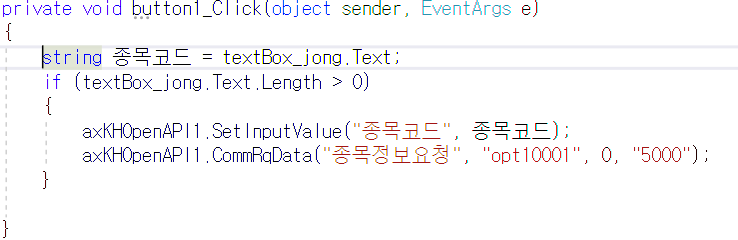 private void button1_Click(object sender, EventArgs e)
{
string 종목코드 = textBox_jong.Text;
if (textBox_jong.Text.Length > 0)
{
axKHOpenAPI1.SetInputValue("종목코드", 종목코드);
axKHOpenAPI1.CommRqData("종목정보요청", "opt10001", 0, "5000");
}
}